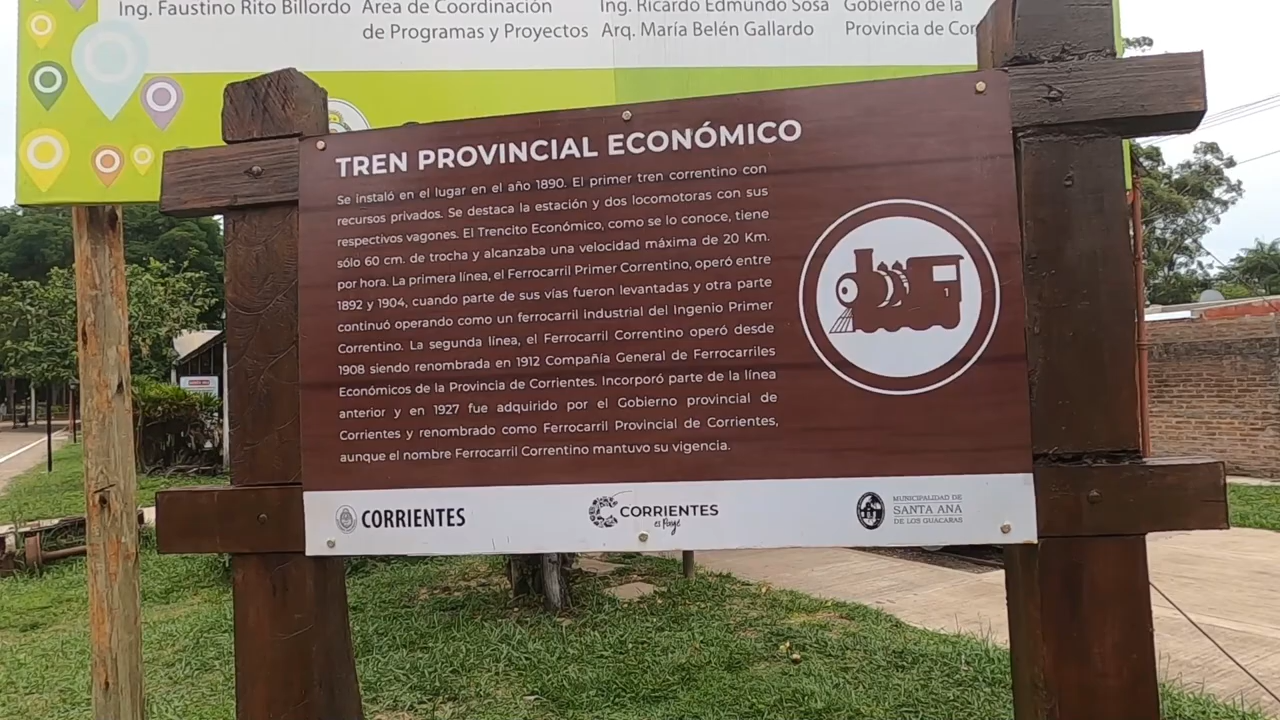 Ing. Faustino Rito Billordo Area de Coordinación Ing. Ricardo Edmundo Sosa Gobierno de la
de Programas y Proyectos Arq. María Belén Gallardo Provincia de Cor
TREN PROVINCIAL ECONÓMICO
Se instaló en el lugar en el año 1890. El primer tren correntino con
recursos privados. Se destaca la estación y dos locomotoras con sus
respectivos vagones. El Trencito Económico, como se lo conoce, tiene
sólo 60 cm. de trocha y alcanzaba una velocidad máxima de 20 Km.
por hora. La primera línea, el Ferrocarril Primer Correntino, operó entre
1892 y 1904, cuando parte de sus vías fueron levantadas y otra parte
continuó operando como un ferrocarril industrial del Ingenio Primer
Correntino. La segunda línea, el Ferrocarril Correntino operó desde
1908 siendo renombrada en 1912 Compañía General de Ferrocarriles
Económicos de la Provincia de Corrientes. Incorporó parte de la línea
anterior y en 1927 fue adquirido por el Gobierno provincial de
Corrientes y renombrado como Ferrocarril Provincial de Corrientes,
aunque el nombre Ferrocarril Correntino mantuvo su vigencia.
1
CORRIENTES
CORRIENTES
es Payé
MUNICIPALIDAD DE
SANTA ANA
DE LOS GUÁCARAS